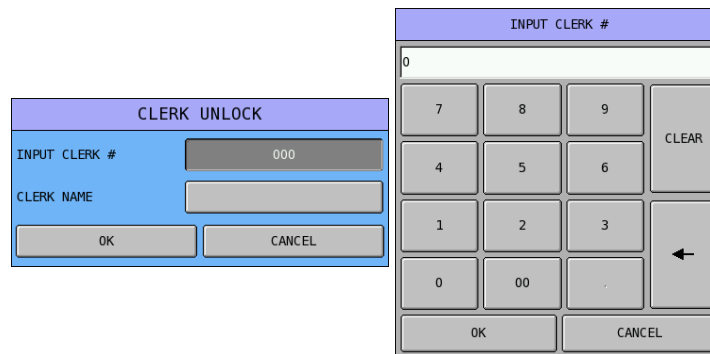 CLERK UNLOCK
INPUT CLERK # 000
CLERK NAME
OK CANCEL
INPUT CLERK #
0
7 8 9 CLEAR
4 5 6
1 2 3
0 00 .
OK CANCEL